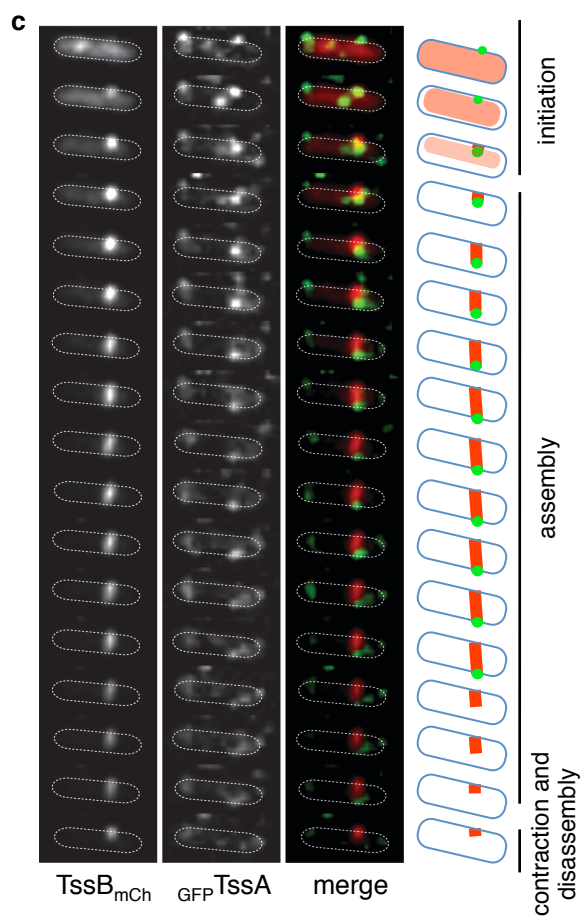 c
initiation
assembly
contraction and
disassembly
TssBmCh
GFPTssA
merge